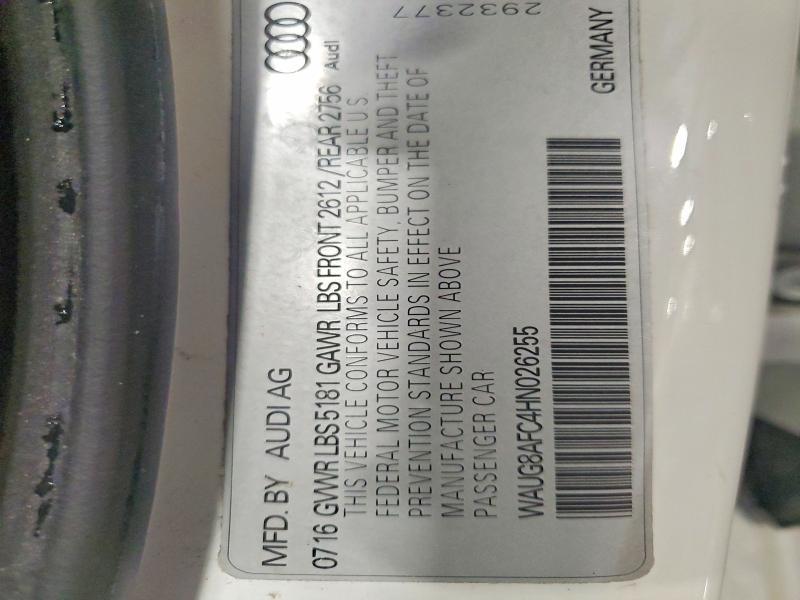 MFD. BY AUDI AG
0716 GVWR LBS 5181 GAWR LBS FRONT 2612 / REAR 2756 Audi
THIS VEHICLE CONFORMS TO ALL APPLICABLE U S
FEDERAL MOTOR VEHICLE SAFETY, BUMPER AND THEFT
PREVENTION STANDARDS IN EFFECT ON THE DATE OF
MANUFACTURE SHOWN ABOVE
PASSENGER CAR
WAUG8AFC4HN026255
2932377
GERMANY